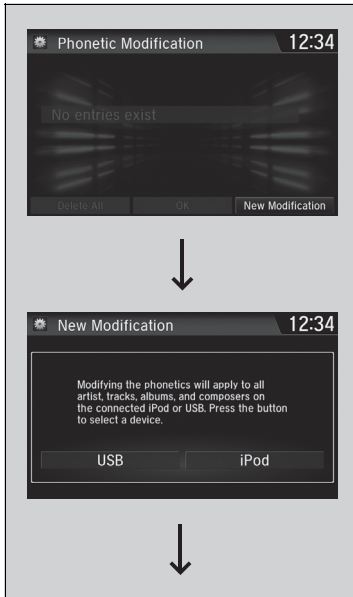 Phonetic Modification 12:34
No entries exist
Delete All OK New Modification
New Modification 12:34
Modifying the phonetics will apply to all
artist, tracks, albums, and composers on
the connected iPod or USB. Press the button
to select a device.
USB iPod